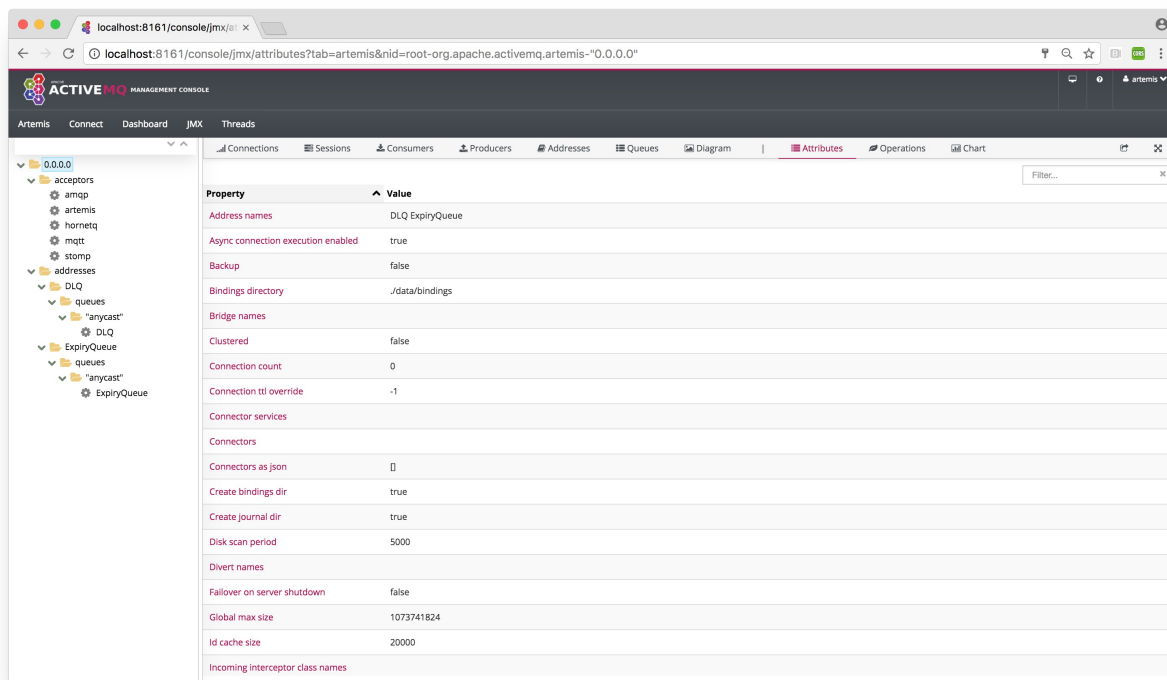 localhost:8161/console/jmx/at
localhost:8161/console/jmx/attributes?tab=artemis&nid=root-org.apache.activemq.artemis-"0.0.0.0"
ACTIVEMQ MANAGEMENT CONSOLE
artemis
Artemis Connect Dashboard JMX Threads
Connections Sessions Consumers Producers Addresses Queues Diagram | Attributes Operations Chart
0.0.0.0
acceptors
amqp
artemis
hornetq
mqtt
stomp
addresses
DLQ
queues
"anycast"
DLQ
ExpiryQueue
queues
"anycast"
ExpiryQueue
Filter...
Property Value
Address names DLQ ExpiryQueue
Async connection execution enabled true
Backup false
Bindings directory ./data/bindings
Bridge names
Clustered false
Connection count 0
Connection ttl override -1
Connector services
Connectors
Connectors as json []
Create bindings dir true
Create journal dir true
Disk scan period 5000
Divert names
Failover on server shutdown false
Global max size 1073741824
Id cache size 20000
Incoming interceptor class names